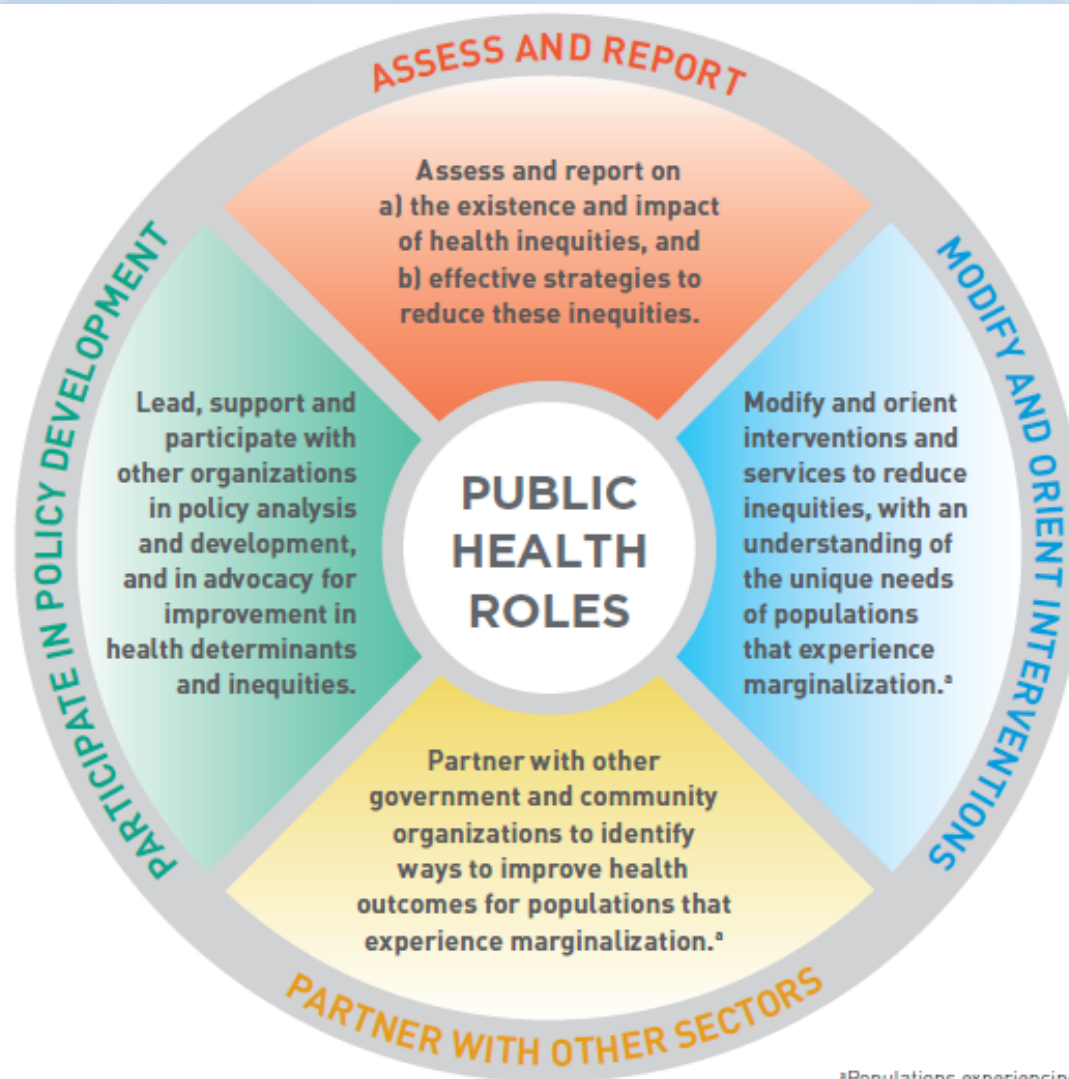 ASSESS AND REPORT
Assess and report on
a) the existence and impact
of health inequities, and
b) effective strategies to
reduce these inequities.
MODIFY AND ORIENT INTERVENTIONS
Modify and orient
interventions and
services to reduce
inequities, with an
understanding of
the unique needs
of populations
that experience
marginalization.ª
PARTNER WITH OTHER SECTORS
Partner with other
government and community
organizations to identify
ways to improve health
outcomes for populations that
experience marginalization.ª
PARTICIPATE IN POLICY DEVELOPMENT
Lead, support and
participate with
other organizations
in policy analysis
and development,
and in advocacy for
improvement in
health determinants
and inequities.
PUBLIC
HEALTH
ROLES
ªPopulations experiencing